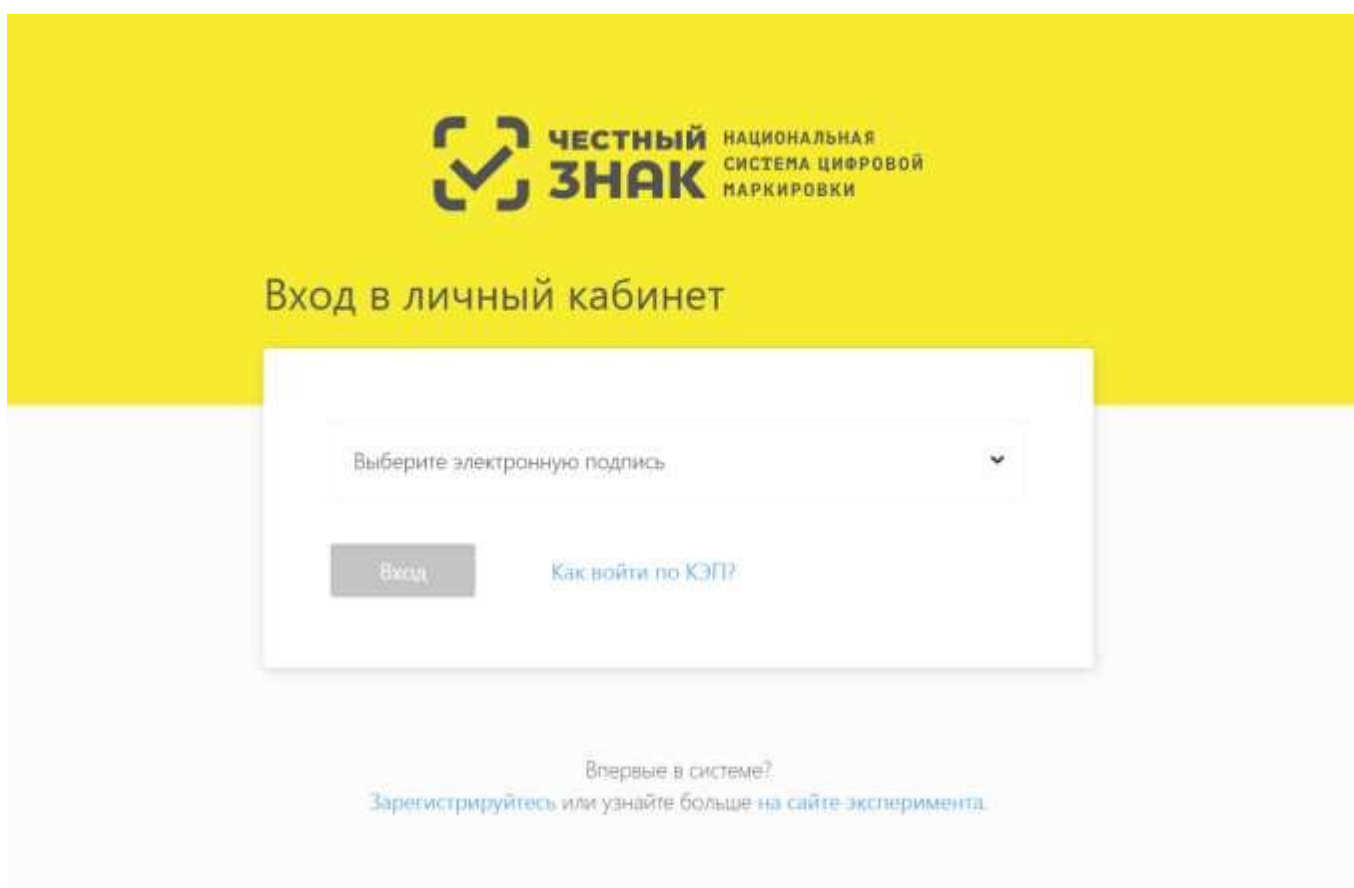 ЧЕСТНЫЙ
ЗНАК
НАЦИОНАЛЬНАЯ
СИСТЕМА ЦИФРОВОЙ
МАРКИРОВКИ
Вход в личный кабинет
Выберите электронную подпись
Вход
Как войти по КЭП?
Впервые в системе?
Зарегистрируйтесь или узнайте больше на сайте эксперимента.